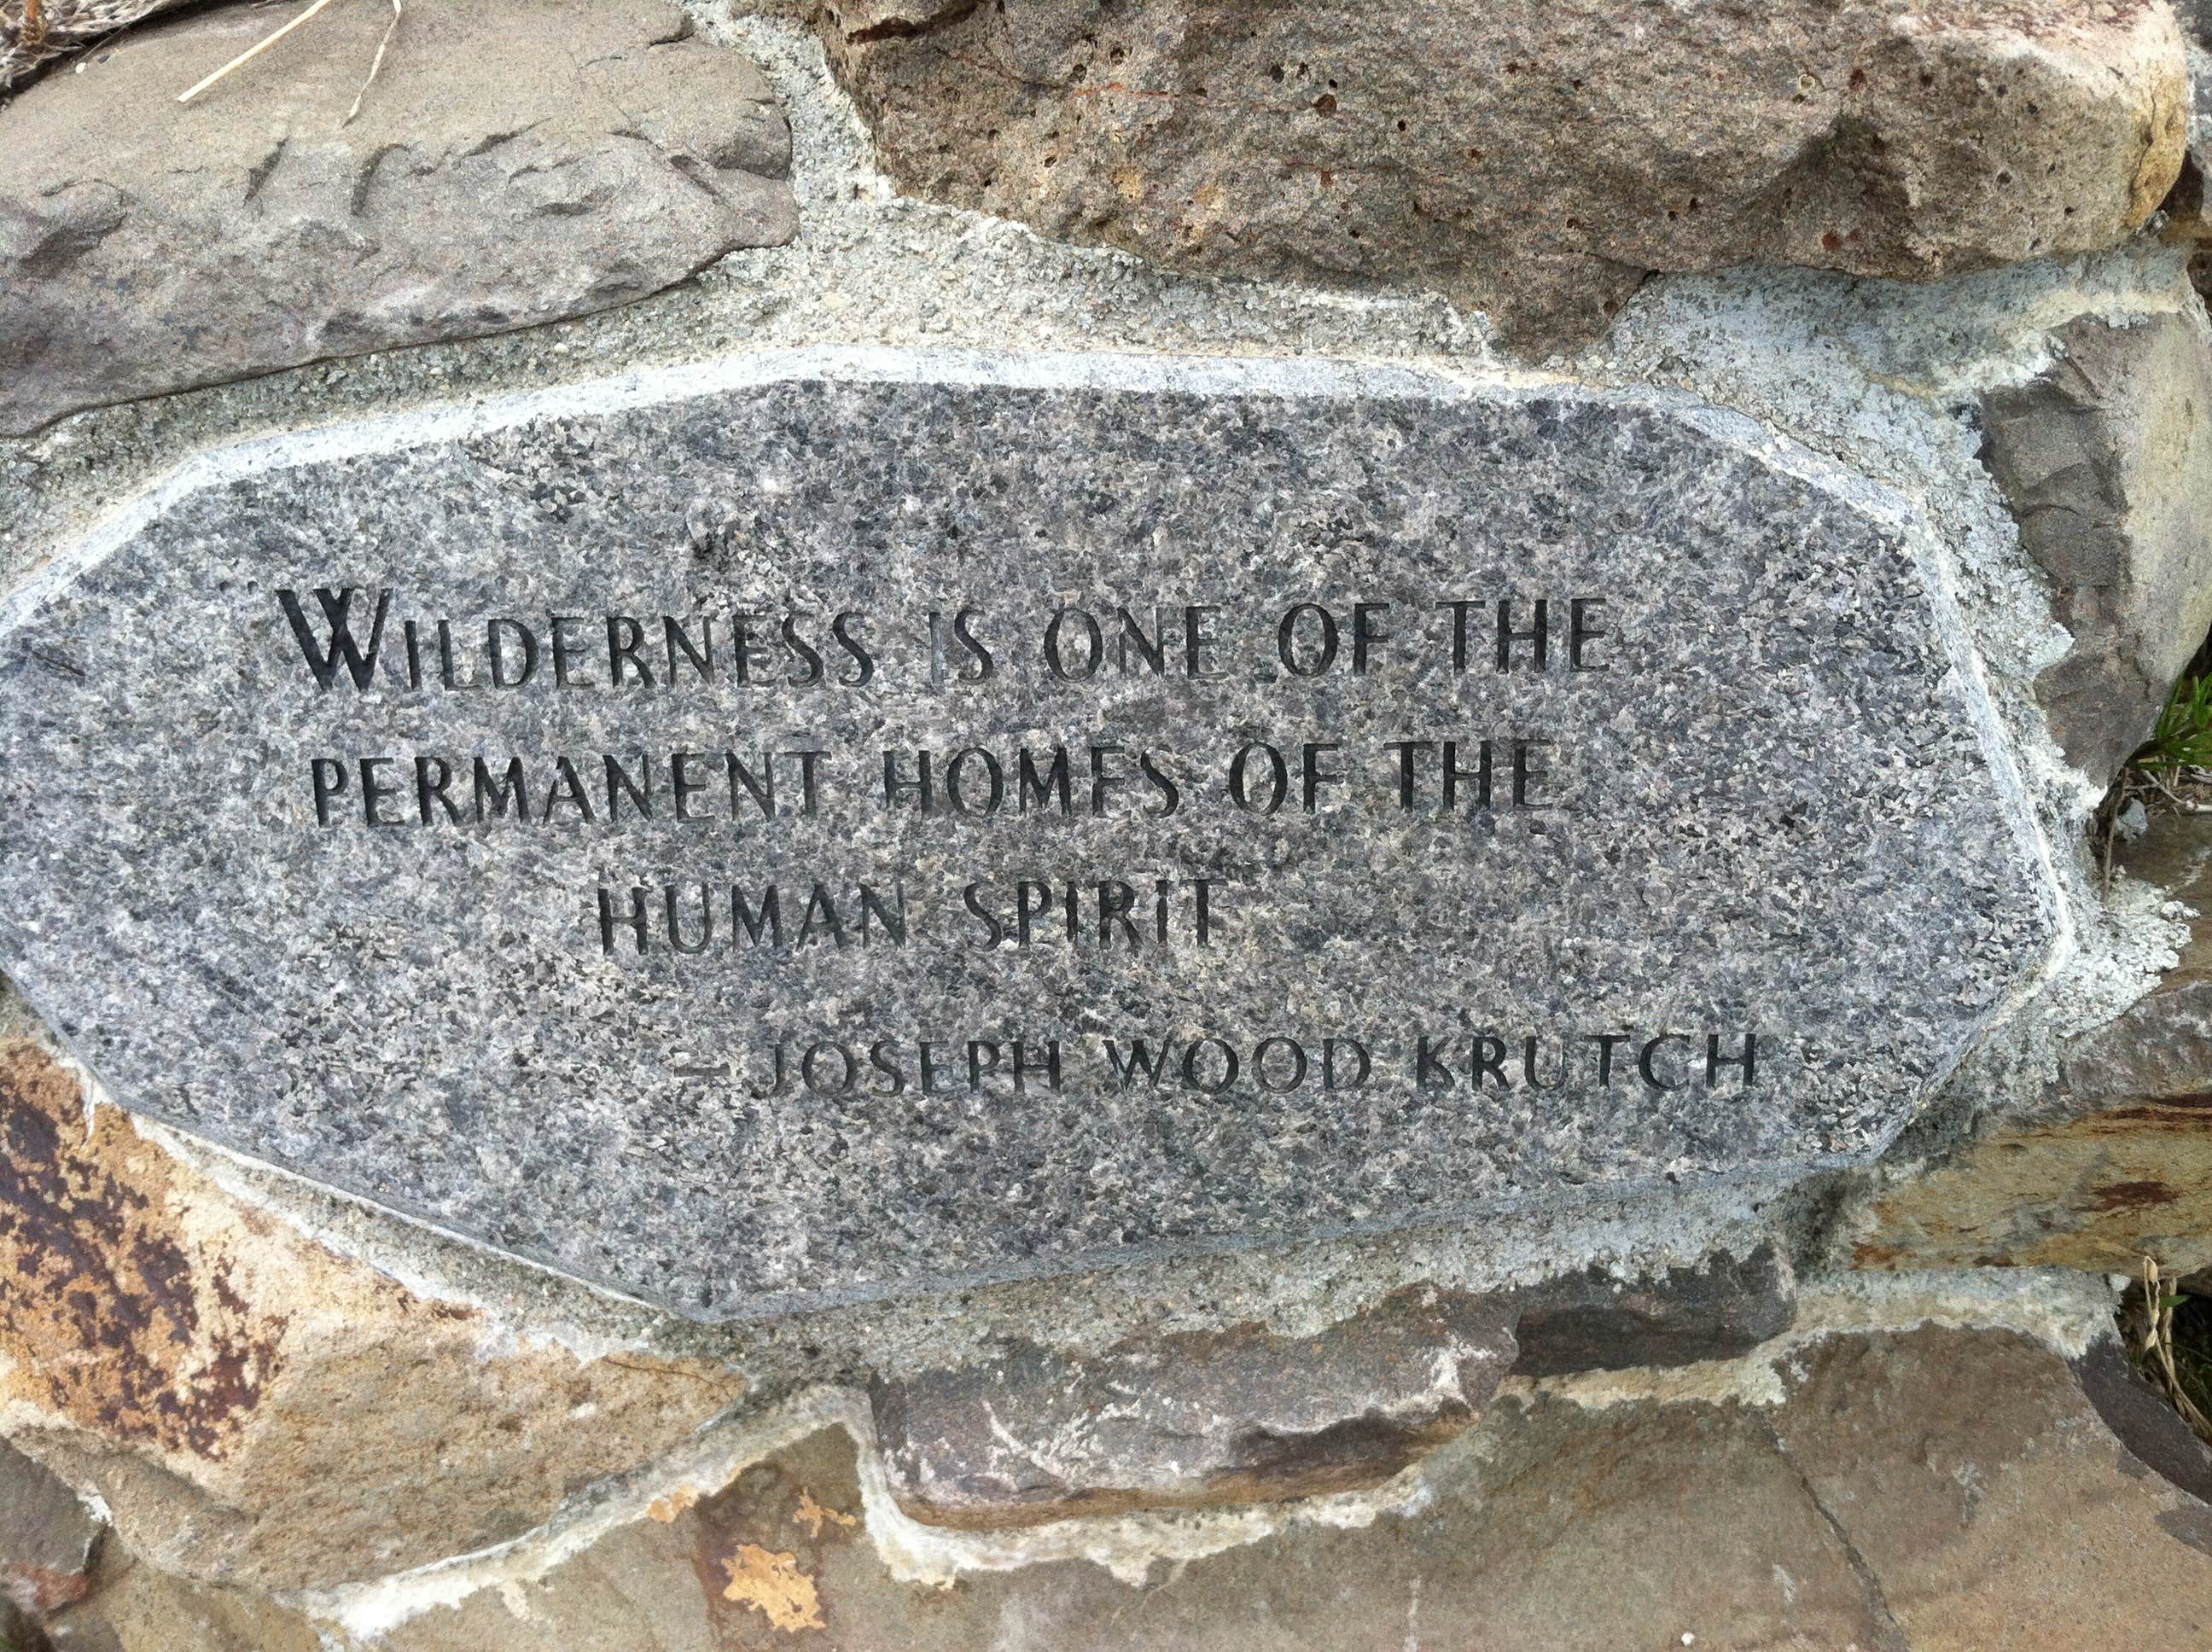 WILDERNESS IS ONE OF THE
PERMANENT HOMES OF THE
HUMAN SPIRIT
– JOSEPH WOOD KRUTCH